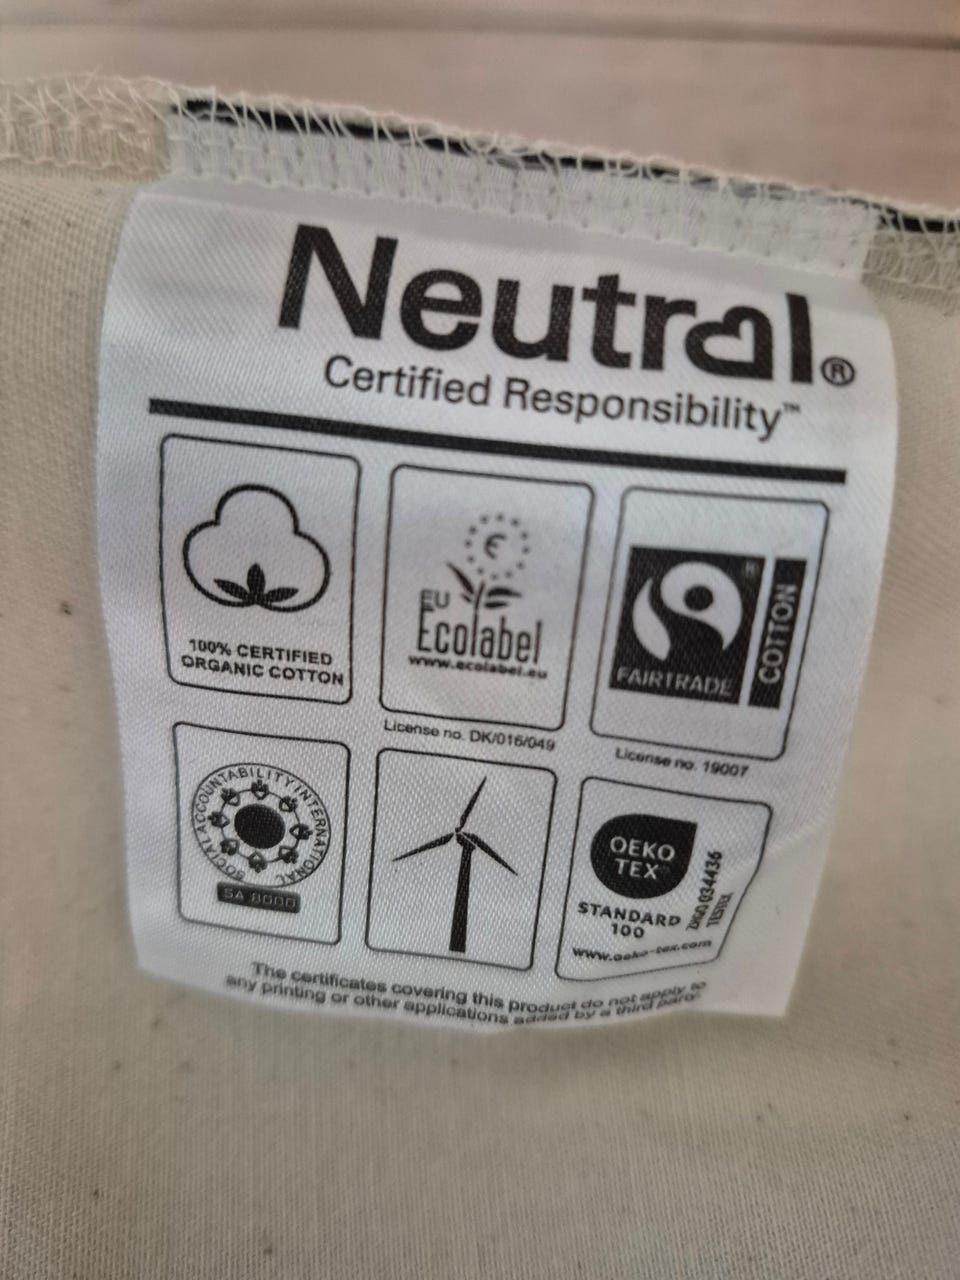 Neutral®
Certified Responsibility™
100% CERTIFIED
ORGANIC COTTON
EU
Ecolabel
www.ecolabel.eu
License no. DK/016/049
®
FAIRTRADE
COTTON
License no. 19007
SOCIAL ACCOUNTABILITY INTERNATIONAL
SA 8000
OEKO
TEX®
STANDARD
100
034436
TESTEX
www.oeko-tex.com
The certificates covering this product do not apply to
any printing or other applications added by a third party.